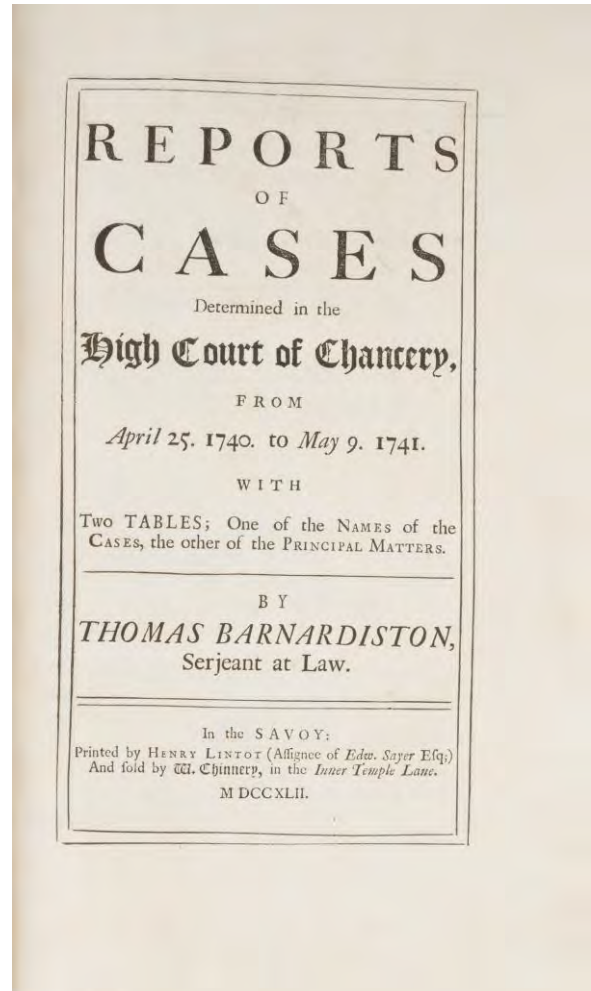 REPORTS
OF
CASES
Determined in the
High Court of Chancery,
FROM
April 25. 1740. to May 9. 1741.
WITH
Two TABLES; One of the NAMES of the
CASES, the other of the PRINCIPAL MATTERS.
BY
THOMAS BARNARDISTON,
Serjeant at Law.
In the SAVOY:
Printed by HENRY LINTOT (Aſſignee of Edw. Sayer Eſq;)
And ſold by W. Chinnery, in the Inner Temple Lane.
M DCCXLII.